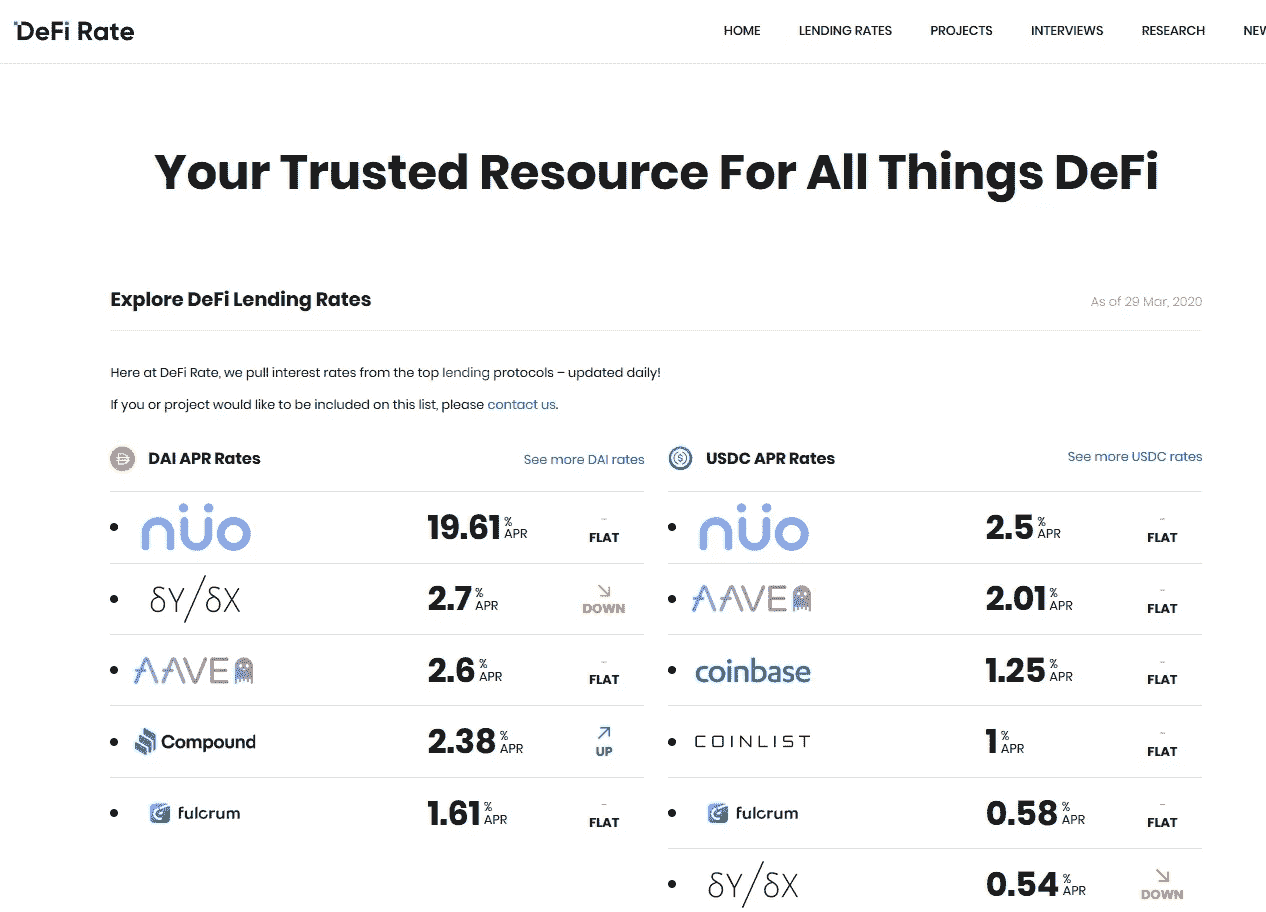 DeFi Rate
HOME LENDING RATES PROJECTS INTERVIEWS RESEARCH NEW
Your Trusted Resource For All Things DeFi
Explore DeFi Lending Rates
As of 29 Mar, 2020
Here at DeFi Rate, we pull interest rates from the top lending protocols – updated daily!
If you or project would like to be included on this list, please contact us.
DAI APR Rates See more DAI rates
nüo 19.61 % APR – FLAT
δY/δX 2.7 % APR DOWN
AAVE 2.6 % APR – FLAT
Compound 2.38 % APR UP
fulcrum 1.61 % APR – FLAT
USDC APR Rates See more USDC rates
nüo 2.5 % APR – FLAT
AAVE 2.01 % APR – FLAT
coinbase 1.25 % APR – FLAT
COINLIST 1 % APR – FLAT
fulcrum 0.58 % APR – FLAT
δY/δX 0.54 % APR DOWN